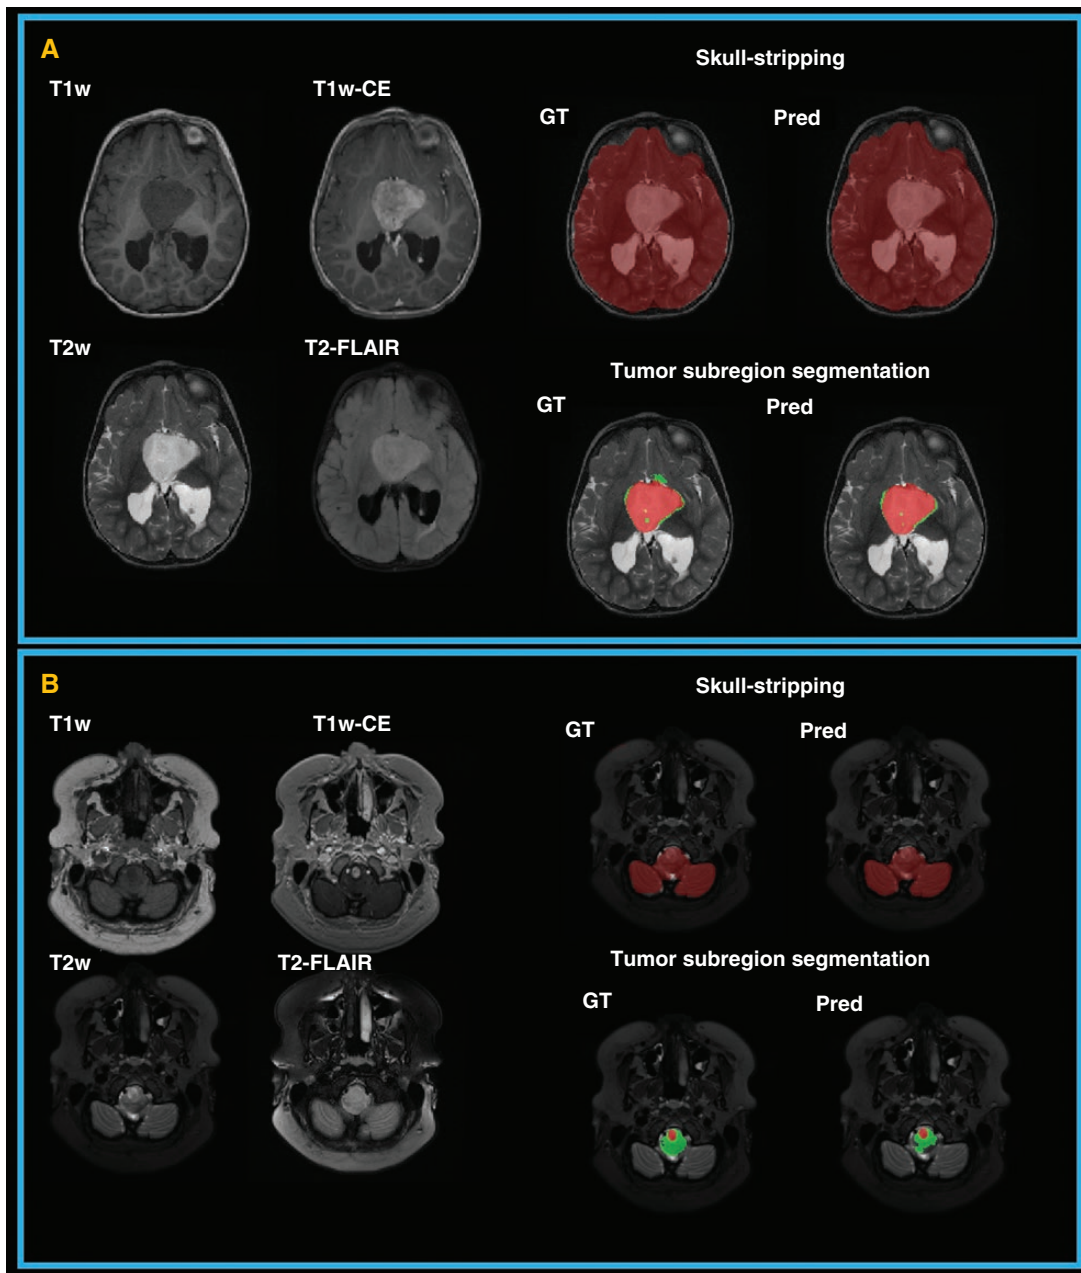 A
Skull-stripping
T1w
T1w-CE
GT
Pred
T2w
T2-FLAIR
Tumor subregion segmentation
GT
Pred
B
Skull-stripping
T1w
T1w-CE
GT
Pred
T2w
T2-FLAIR
Tumor subregion segmentation
GT
Pred